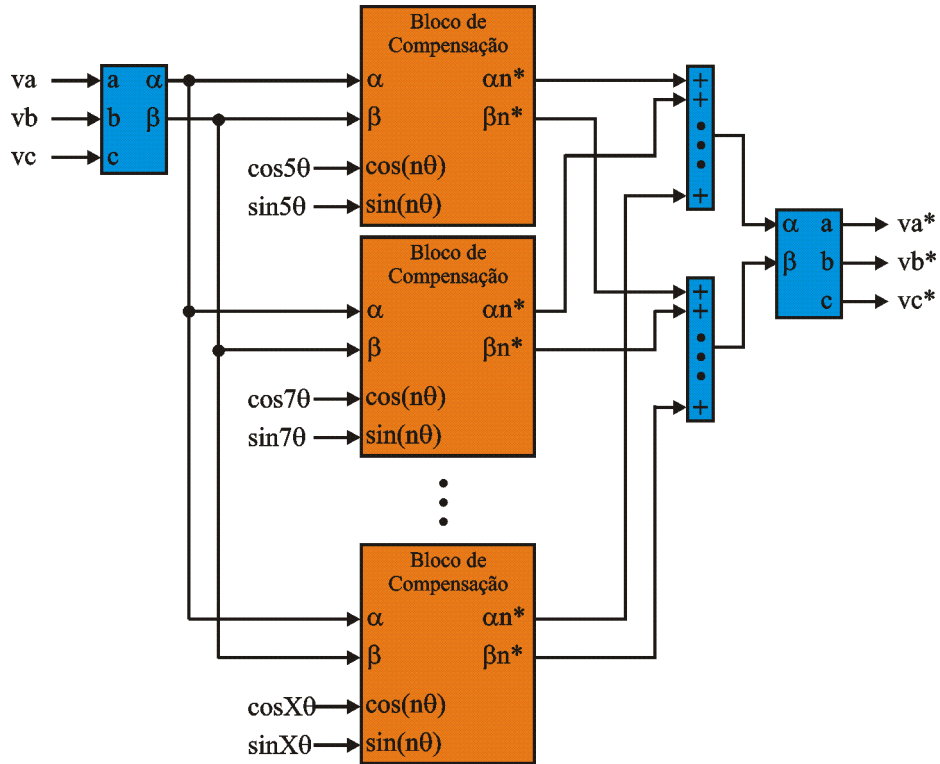 va
vb
vc
a α
b β
c
Bloco de
Compensação
α αn*
β βn*
cos5θ
sin5θ
cos(nθ)
sin(nθ)
Bloco de
Compensação
α αn*
β βn*
cos7θ
sin7θ
cos(nθ)
sin(nθ)
Bloco de
Compensação
α αn*
β βn*
cosXθ
sinXθ
cos(nθ)
sin(nθ)
+
+
+
+
+
+
α a
β b
c
va*
vb*
vc*